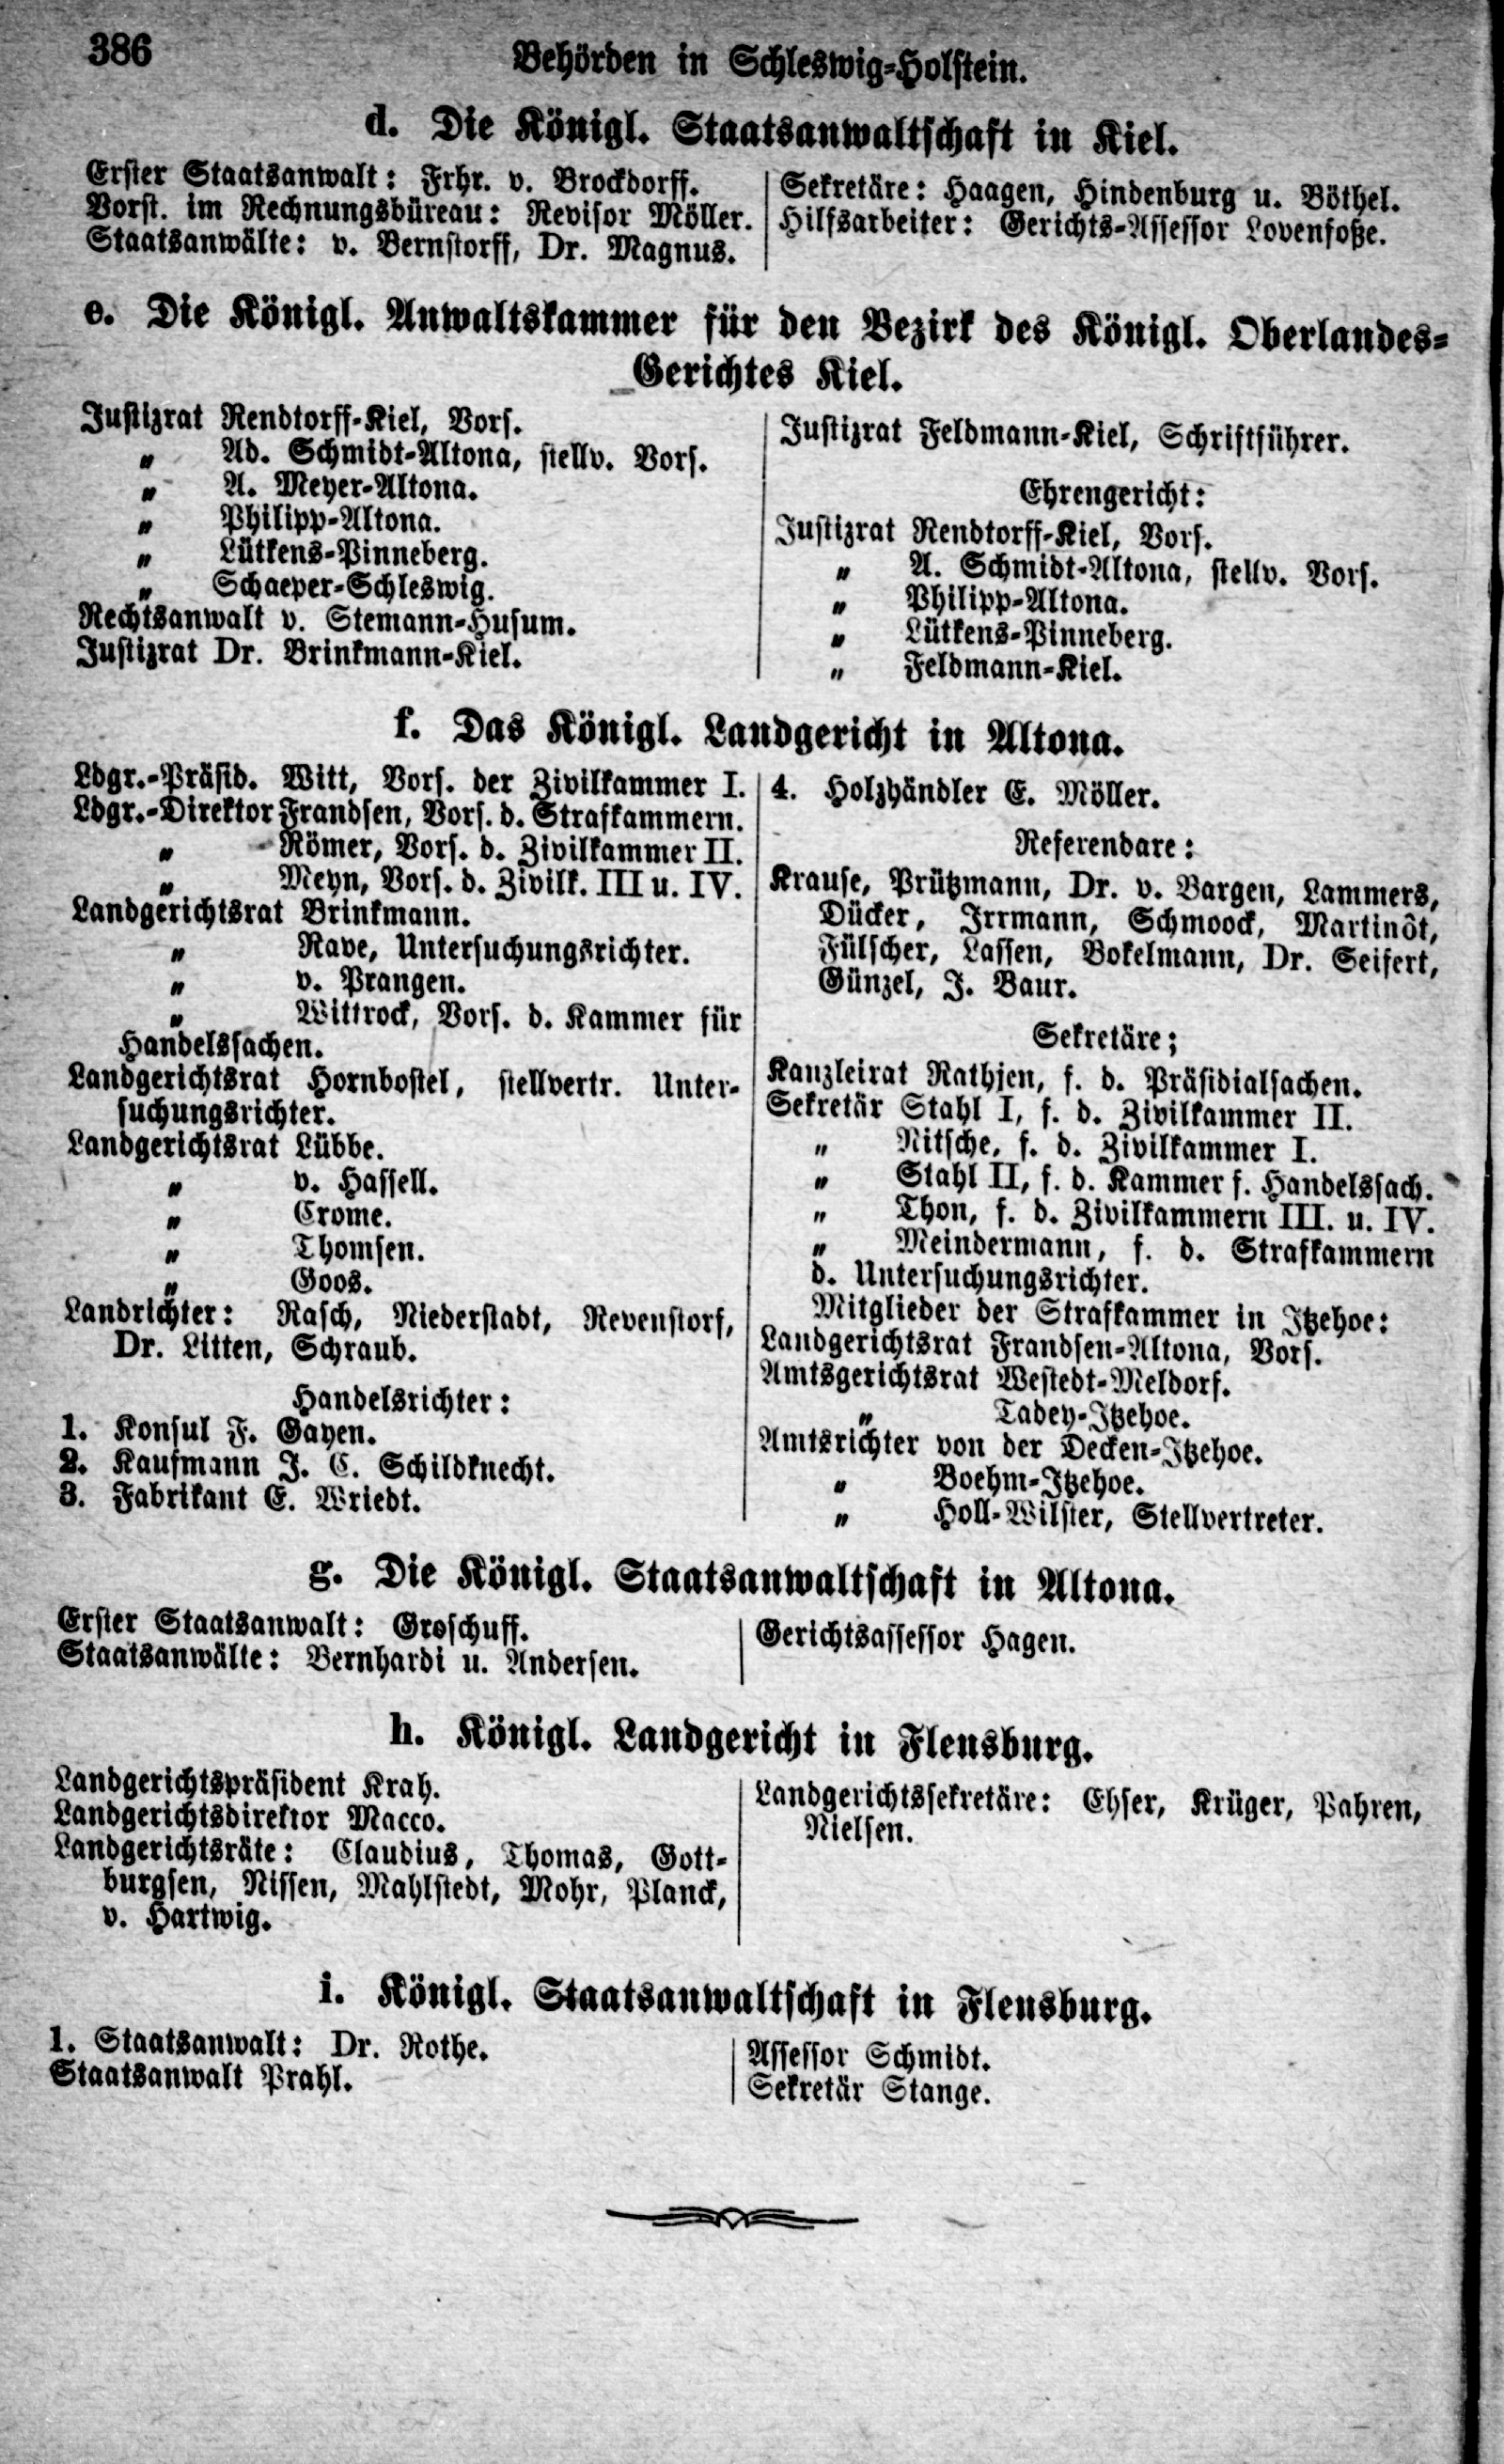 386
Behörden in Schleswig-Holstein.
d. Die Königl. Staatsanwaltschaft in Kiel.
Erster Staatsanwalt: Frhr. v. Brockdorff.
Vorst. im Rechnungsbüreau: Revisor Möller.
Staatsanwälte: v. Bernstorff, Dr. Magnus.
Sekretäre: Haagen, Hindenburg u. Böthel.
Hilfsarbeiter: Gerichts-Assessor Lovenfoße.
e. Die Königl. Anwaltskammer für den Bezirk des Königl. Oberlandes-
Gerichtes Kiel.
Justizrat Rendtorff-Kiel, Vors.
„ Ad. Schmidt-Altona, stellv. Vors.
„ A. Meyer-Altona.
„ Philipp-Altona.
„ Lütkens-Pinneberg.
„ Schaeper-Schleswig.
Rechtsanwalt v. Stemann-Husum.
Justizrat Dr. Brinkmann-Kiel.
Justizrat Feldmann-Kiel, Schriftführer.
Ehrengericht:
Justizrat Rendtorff-Kiel, Vors.
„ A. Schmidt-Altona, stellv. Vors.
„ Philipp-Altona.
„ Lütkens-Pinneberg.
„ Feldmann-Kiel.
f. Das Königl. Landgericht in Altona.
Ldgr.-Präsid. Witt, Vors. der Zivilkammer I.
Ldgr.-Direktor Frandsen, Vors. d. Strafkammern.
„ Römer, Vors. d. Zivilkammer II.
„ Meyn, Vors. d. Zivilk. III u. IV.
Landgerichtsrat Brinkmann.
„ Rave, Untersuchungsrichter.
„ v. Prangen.
„ Wittrock, Vors. d. Kammer für
Handelssachen.
Landgerichtsrat Hornbostel, stellvertr. Unter-
suchungsrichter.
Landgerichtsrat Lübbe.
„ v. Hassell.
„ Crome.
„ Thomsen.
„ Goos.
Landrichter: Rasch, Niederstadt, Revenstorf,
Dr. Litten, Schraub.
Handelsrichter:
1. Konsul F. Gayen.
2. Kaufmann J. C. Schildknecht.
3. Fabrikant E. Wriedt.
4. Holzhändler E. Möller.
Referendare:
Krause, Prützmann, Dr. v. Bargen, Lammers,
Dücker, Irrmann, Schmoock, Martinôt,
Fülscher, Lassen, Bokelmann, Dr. Seifert,
Günzel, J. Baur.
Sekretäre;
Kanzleirat Rathjen, f. d. Präsidialsachen.
Sekretär Stahl I, f. d. Zivilkammer II.
„ Nitsche, f. d. Zivilkammer I.
„ Stahl II, f. d. Kammer f. Handelssach.
„ Thon, f. d. Zivilkammern III. u. IV.
„ Meindermann, f. d. Strafkammern
d. Untersuchungsrichter.
Mitglieder der Strafkammer in Itzehoe:
Landgerichtsrat Frandsen-Altona, Vors.
Amtsgerichtsrat Westedt-Meldorf.
„ Tadey-Itzehoe.
Amtsrichter von der Decken-Itzehoe.
„ Boehm-Itzehoe.
„ Holl-Wilster, Stellvertreter.
g. Die Königl. Staatsanwaltschaft in Altona.
Erster Staatsanwalt: Groschuff.
Staatsanwälte: Bernhardi u. Andersen.
Gerichtsassessor Hagen.
h. Königl. Landgericht in Flensburg.
Landgerichtspräsident Krah.
Landgerichtsdirektor Macco.
Landgerichtsräte: Claudius, Thomas, Gott-
burgsen, Nissen, Mahlstedt, Mohr, Planck,
v. Hartwig.
Landgerichtssekretäre: Ehser, Krüger, Pahren,
Nielsen.
i. Königl. Staatsanwaltschaft in Flensburg.
1. Staatsanwalt: Dr. Rothe.
Staatsanwalt Prahl.
Assessor Schmidt.
Sekretär Stange.